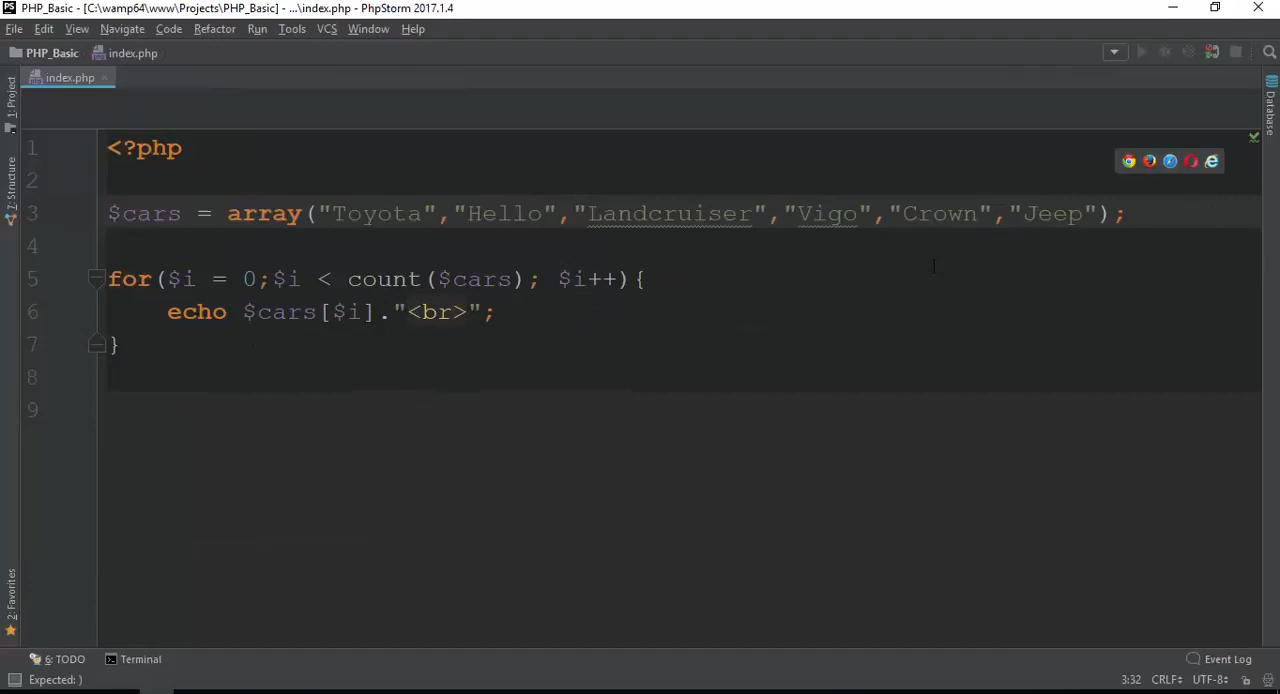 PHP_Basic - [C:\wamp64\www\Projects\PHP_Basic] - ...\index.php - PhpStorm 2017.1.4
File Edit View Navigate Code Refactor Run Tools VCS Window Help
PHP_Basic index.php
index.php
1: Project
7: Structure
2: Favorites
Database
1 <?php
2
3 $cars = array("Toyota","Hello","Landcruiser","Vigo","Crown","Jeep");
4
5 for($i = 0;$i < count($cars); $i++){
6 echo $cars[$i]."<br>";
7 }
8
9
6: TODO Terminal Event Log
Expected: ) 3:32 CRLF UTF-8